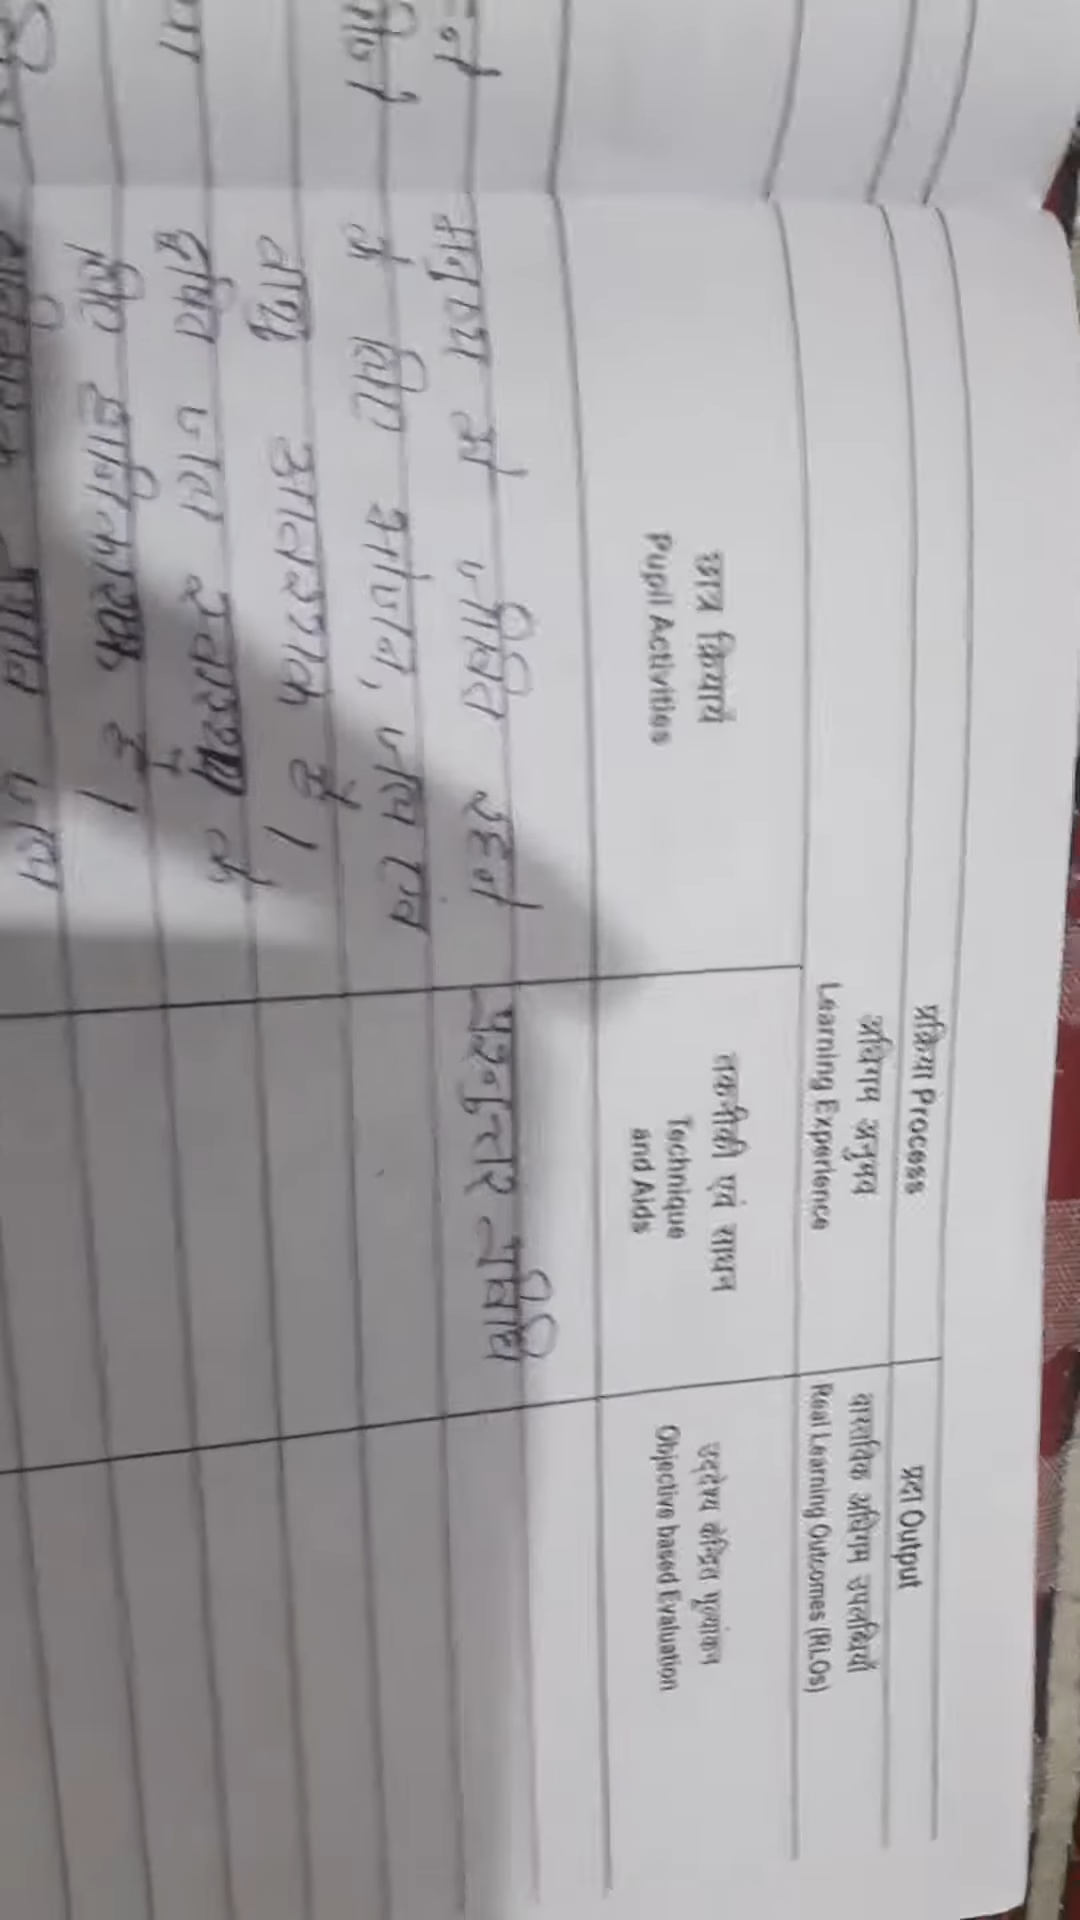 प्रक्रिया Process
प्रदा Output
अधिगम अनुभव
Learning Experience
वास्तविक अधिगम उपलब्धियाँ
Real Learning Outcomes (RLOs)
छात्र क्रियायें
Pupil Activities
तकनीकी एवं साधन
Technique
and Aids
उद्देश्य केन्द्रित मूल्यांकन
Objective based Evaluation
मनुष्य को जीवित रहने
के लिए भोजन, जल एवं
वायु आवश्यक है।
दूषित जल स्वास्थ्य के
लिए हानिकारक है।
जल
प्रश्नुत्तर प्रविधि